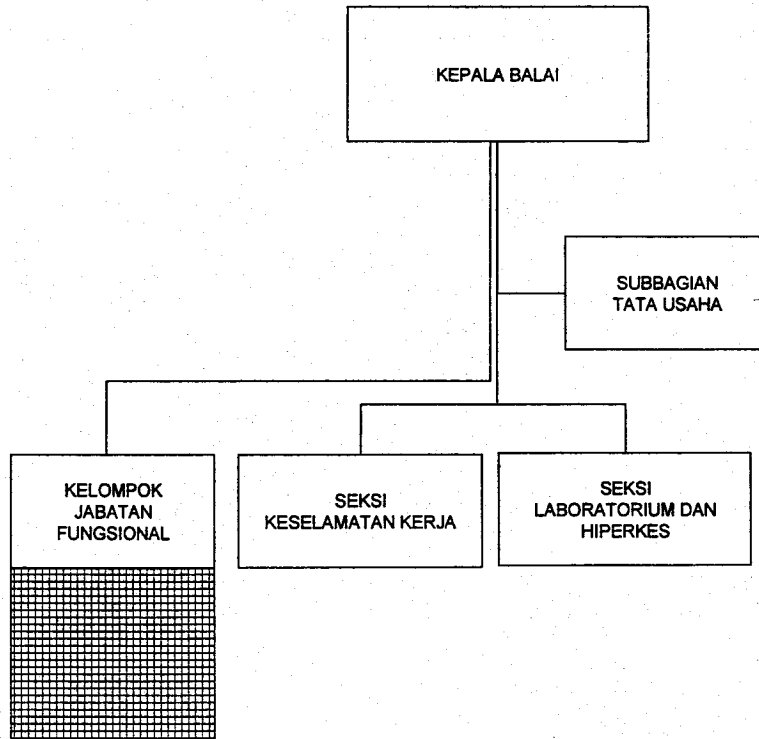 KEPALA BALAI
SUBBAGIAN
TATA USAHA
KELOMPOK
JABATAN
FUNGSIONAL
SEKSI
KESELAMATAN KERJA
SEKSI
LABORATORIUM DAN
HIPERKES